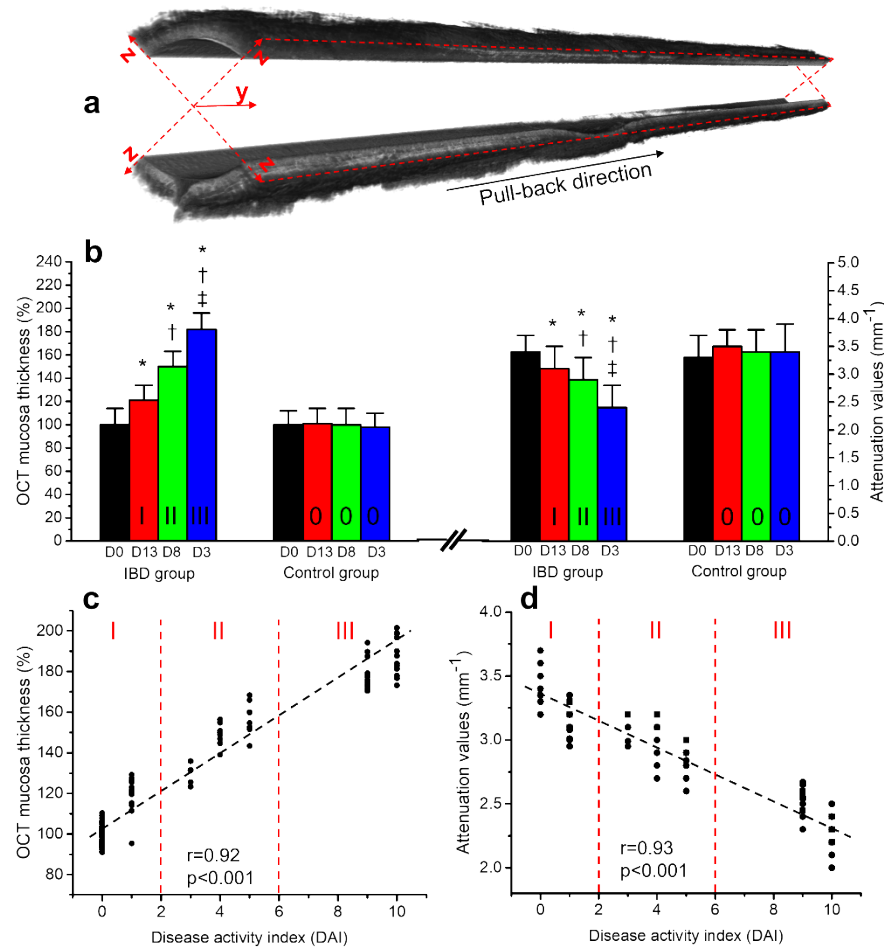 z z
y
a
z z
Pull-back direction
b
OCT mucosa thickness (%)
240
220
200
180
160
140
120
100
80
60
40
20
0
* * † * † ‡
I II III
0 0 0
D0 D13 D8 D3
IBD group
D0 D13 D8 D3
Control group
* * † * † ‡
I II III
0 0 0
D0 D13 D8 D3
IBD group
D0 D13 D8 D3
Control group
5.0
4.5
4.0
3.5
3.0
2.5
2.0
1.5
1.0
0.5
0.0
Attenuation values (mm⁻¹)
c
I II III
OCT mucosa thickness (%)
200
180
160
140
120
100
80
r=0.92
p<0.001
0 2 4 6 8 10
Disease activity index (DAI)
d
I II III
Attenuation values (mm⁻¹)
4.0
3.5
3.0
2.5
2.0
r=0.93
p<0.001
0 2 4 6 8 10
Disease activity index (DAI)